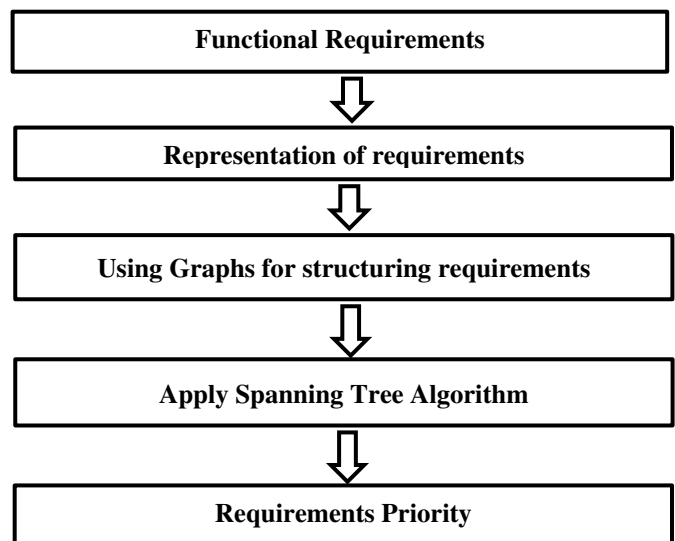 Functional Requirements
Representation of requirements
Using Graphs for structuring requirements
Apply Spanning Tree Algorithm
Requirements Priority